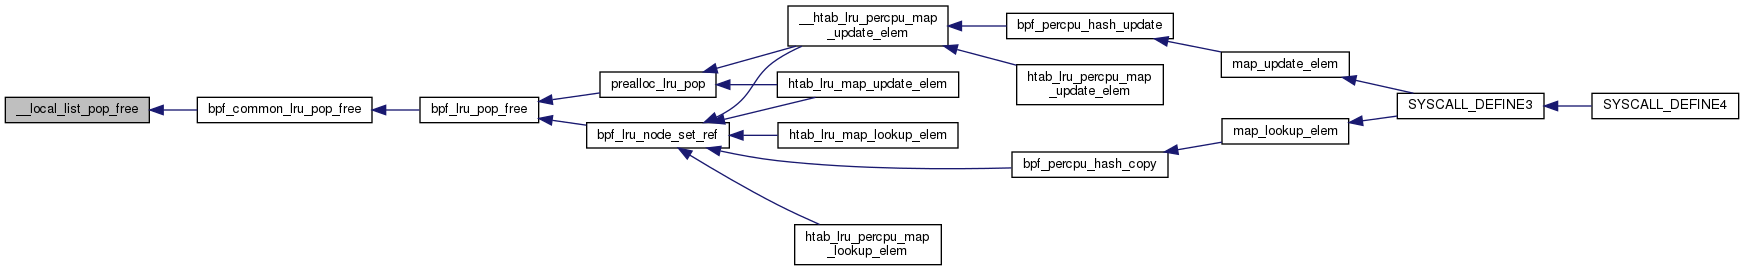 __local_list_pop_free
bpf_common_lru_pop_free
bpf_lru_pop_free
prealloc_lru_pop
bpf_lru_node_set_ref
__htab_lru_percpu_map
_update_elem
htab_lru_map_update_elem
htab_lru_map_lookup_elem
htab_lru_percpu_map
_lookup_elem
bpf_percpu_hash_update
htab_lru_percpu_map
_update_elem
bpf_percpu_hash_copy
map_update_elem
map_lookup_elem
SYSCALL_DEFINE3
SYSCALL_DEFINE4